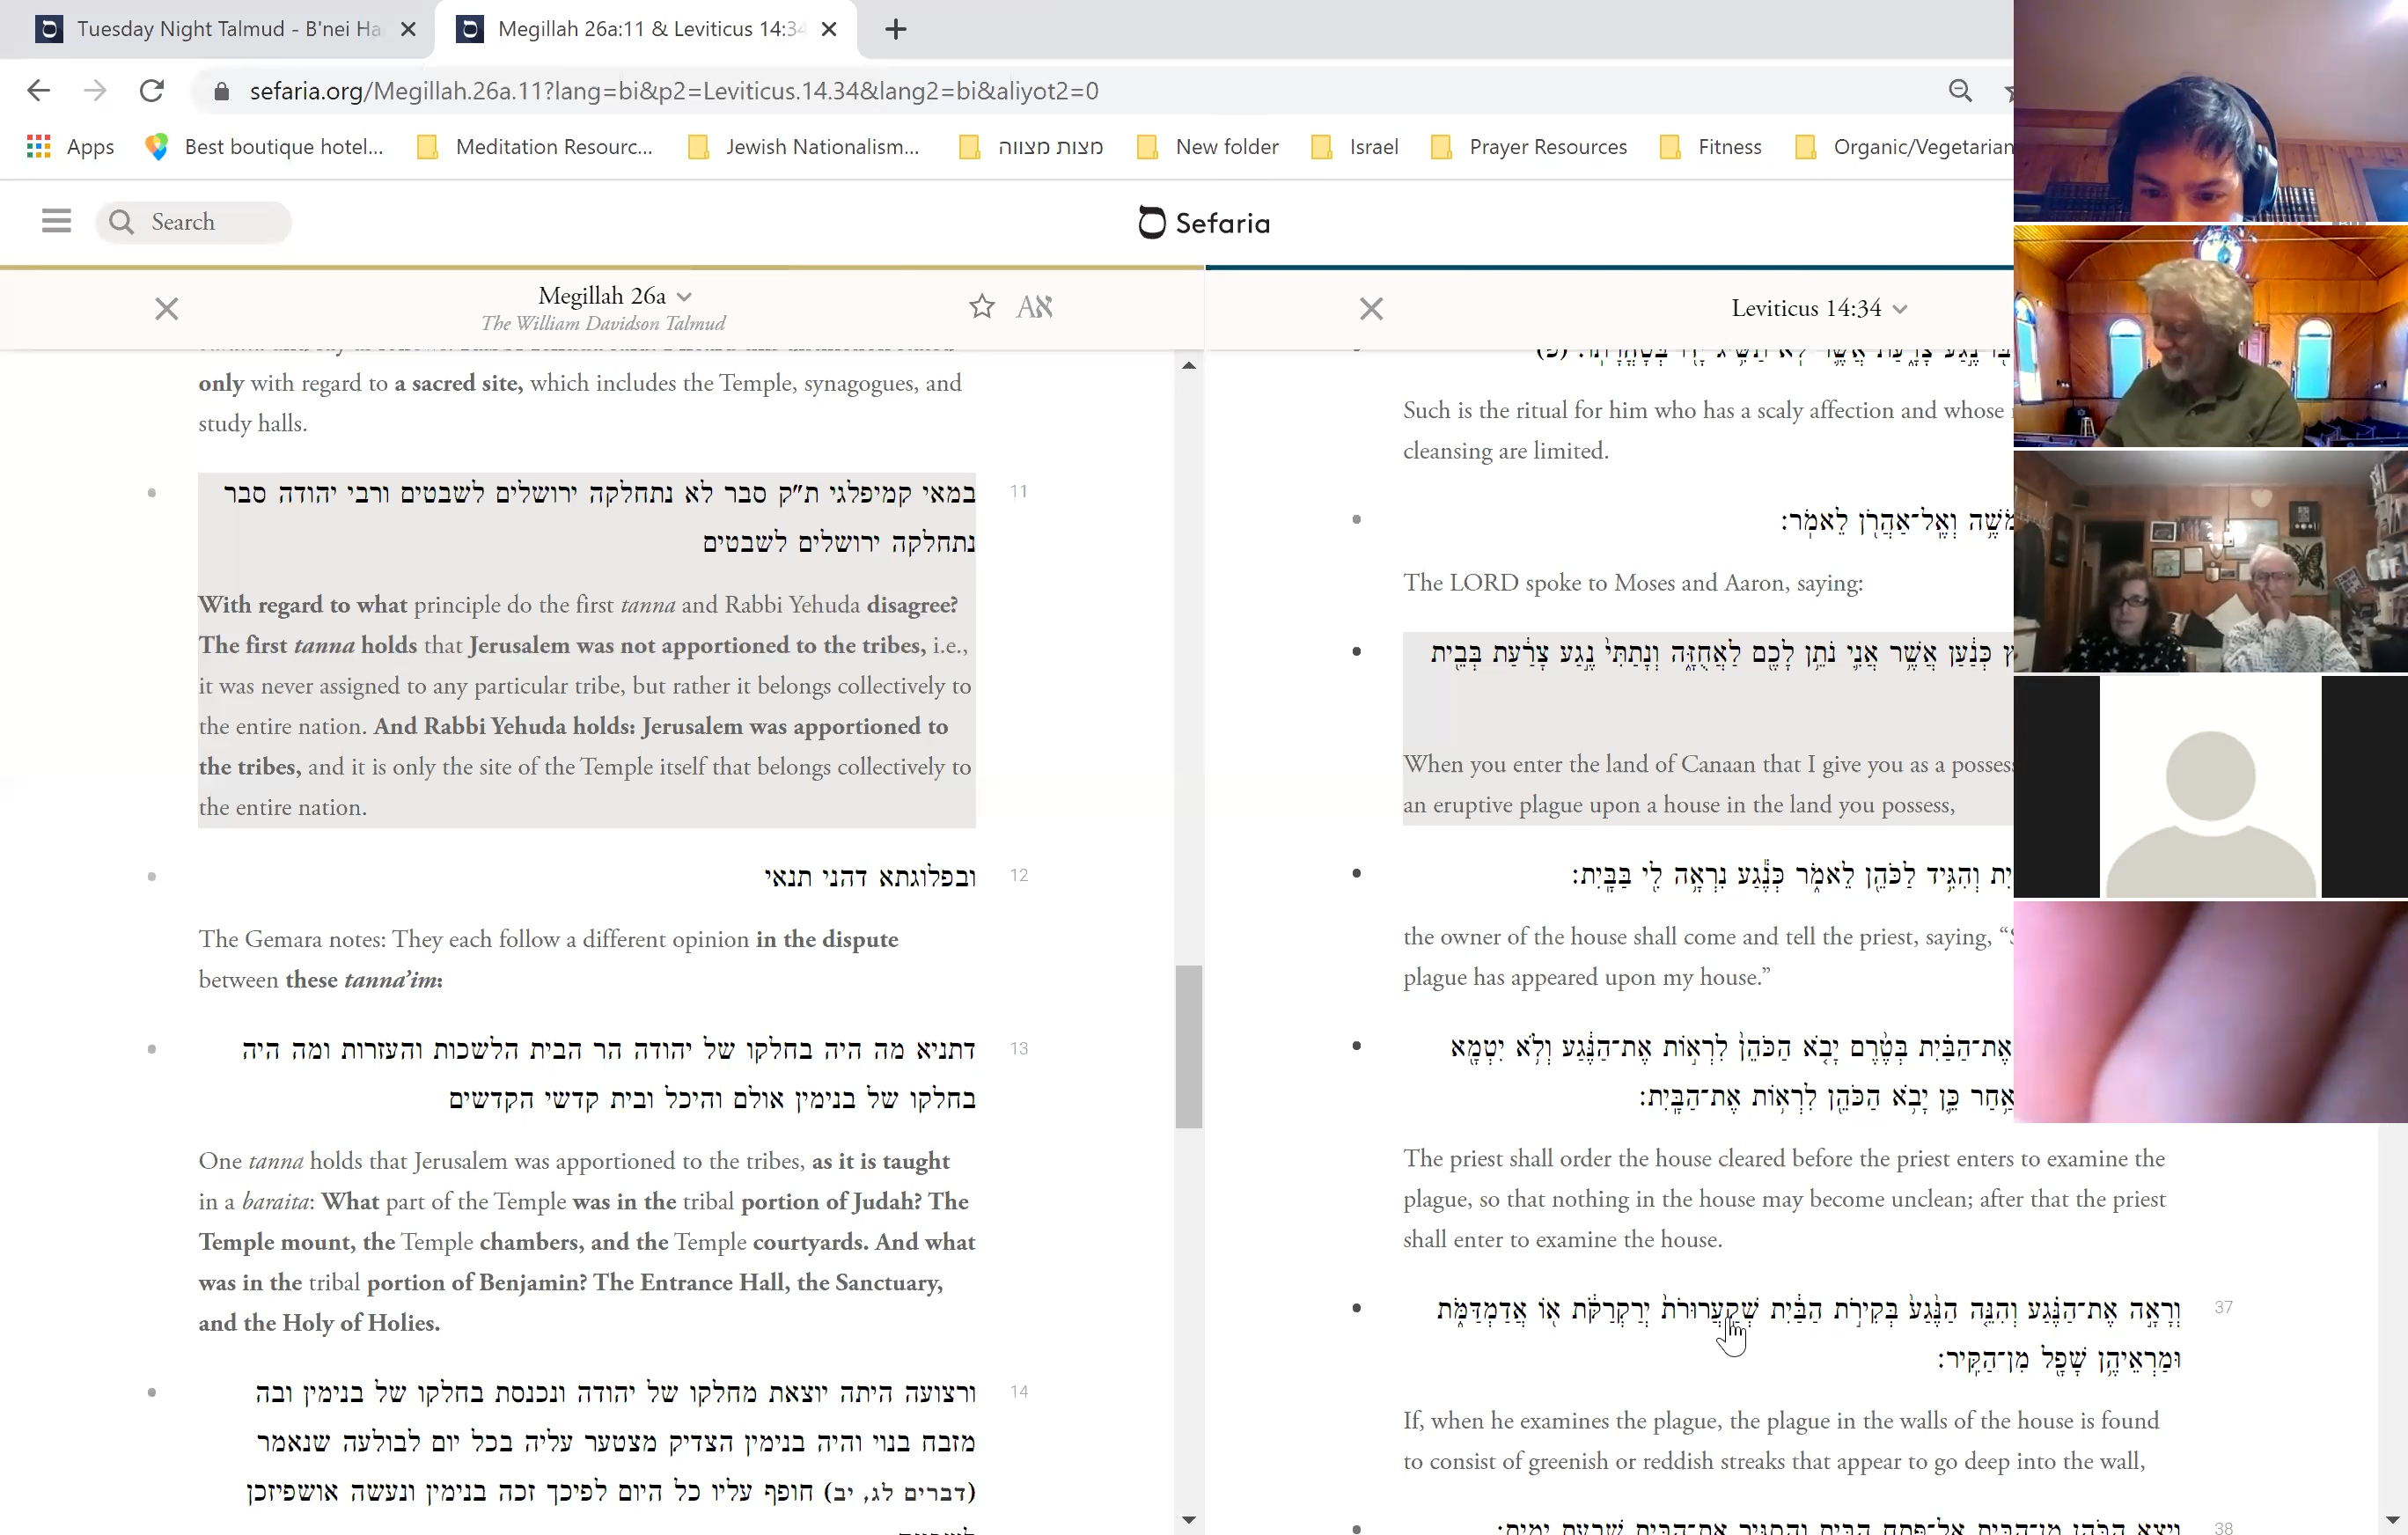 Tuesday Night Talmud - B'nei Ha
Megillah 26a:11 & Leviticus 14:34
sefaria.org/Megillah.26a.11?lang=bi&p2=Leviticus.14.34&lang2=bi&aliyot2=0
Apps
Best boutique hotel...
Meditation Resourc...
Jewish Nationalism...
מצות מצווה
New folder
Israel
Prayer Resources
Fitness
Organic/Vegetarian
Search
Sefaria
Megillah 26a
The William Davidson Talmud
only with regard to a sacred site, which includes the Temple, synagogues, and
study halls.
11
במאי קמיפלגי ת"ק סבר לא נתחלקה ירושלים לשבטים ורבי יהודה סבר
נתחלקה ירושלים לשבטים
With regard to what principle do the first tanna and Rabbi Yehuda disagree?
The first tanna holds that Jerusalem was not apportioned to the tribes, i.e.,
it was never assigned to any particular tribe, but rather it belongs collectively to
the entire nation. And Rabbi Yehuda holds: Jerusalem was apportioned to
the tribes, and it is only the site of the Temple itself that belongs collectively to
the entire nation.
12
ובפלוגתא דהני תנאי
The Gemara notes: They each follow a different opinion in the dispute
between these tanna'im:
13
דתניא מה היה בחלקו של יהודה הר הבית הלשכות והעזרות ומה היה
בחלקו של בנימין אולם והיכל ובית קדשי הקדשים
One tanna holds that Jerusalem was apportioned to the tribes, as it is taught
in a baraita: What part of the Temple was in the tribal portion of Judah? The
Temple mount, the Temple chambers, and the Temple courtyards. And what
was in the tribal portion of Benjamin? The Entrance Hall, the Sanctuary,
and the Holy of Holies.
14
ורצועה היתה יוצאת מחלקו של יהודה ונכנסת בחלקו של בנימין ובה
מזבח בנוי והיה בנימין הצדיק מצטער עליה בכל יום לבולעה שנאמר
(דברים לג, יב) חופף עליו כל היום לפיכך זכה בנימין ונעשה אושפיזכן
Leviticus 14:34
Such is the ritual for him who has a scaly affection and whose
cleansing are limited.
מֹשֶׁ֥ה וְאֶֽל־אַהֲרֹ֖ן לֵאמֹֽר׃
The LORD spoke to Moses and Aaron, saying:
כְּנַ֔עַן אֲשֶׁ֥ר אֲנִ֛י נֹתֵ֥ן לָכֶ֖ם לַאֲחֻזָּ֑ה וְנָתַתִּי֙ נֶ֣גַע צָרַ֔עַת בְּבֵ֖ית
When you enter the land of Canaan that I give you as a
an eruptive plague upon a house in the land you possess,
וְהִגִּ֥יד לַכֹּהֵ֖ן לֵאמֹ֑ר כְּנֶ֕גַע נִרְאָ֥ה לִ֖י בַּבָּֽיִת׃
the owner of the house shall come and tell the priest, saying,
plague has appeared upon my house."
אֶת־הַבַּ֗יִת בְּטֶ֨רֶם יָבֹ֤א הַכֹּהֵן֙ לִרְא֣וֹת אֶת־הַנֶּ֔גַע וְלֹ֥א יִטְמָ֖א
כֵּ֛ן יָבֹ֥א הַכֹּהֵ֖ן לִרְא֥וֹת אֶת־הַבָּֽיִת׃
The priest shall order the house cleared before the priest enters to examine the
plague, so that nothing in the house may become unclean; after that the priest
shall enter to examine the house.
37
וְרָאָ֣ה אֶת־הַנֶּ֗גַע וְהִנֵּ֤ה הַנֶּ֙גַע֙ בְּקִירֹ֣ת הַבַּ֔יִת שְׁקַֽעֲרוּרֹת֙ יְרַקְרַקֹּ֔ת א֖וֹ אֲדַמְדַּמֹּ֑ת
וּמַרְאֵיהֶ֥ן שָׁפָ֖ל מִן־הַקִּֽיר׃
If, when he examines the plague, the plague in the walls of the house is found
to consist of greenish or reddish streaks that appear to go deep into the wall,
38